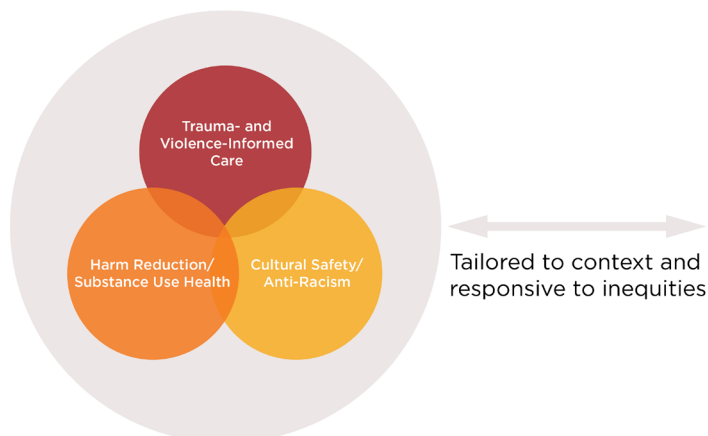 Trauma- and
Violence-Informed
Care
Harm Reduction/
Substance Use Health
Cultural Safety/
Anti-Racism
Tailored to context and
responsive to inequities